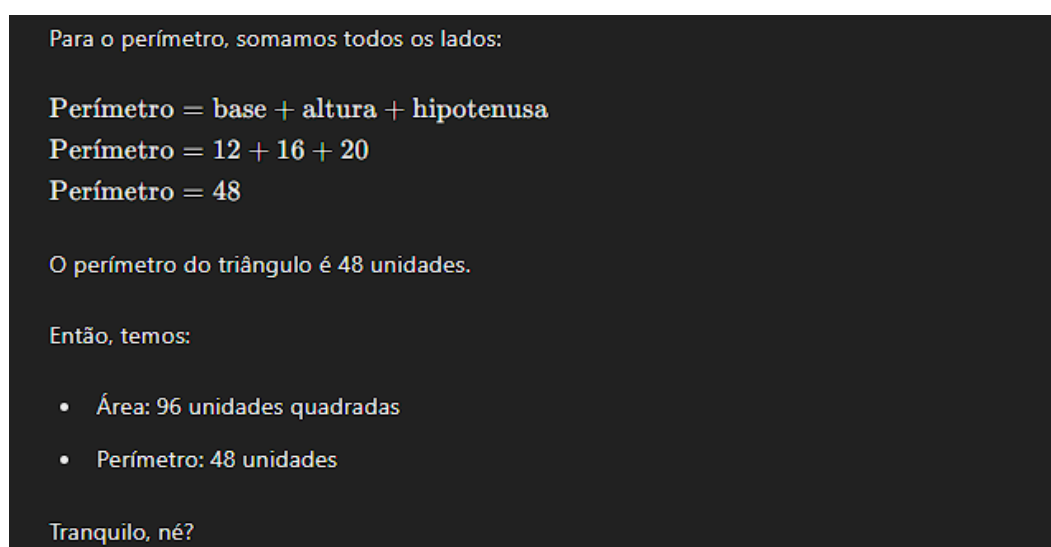 Para o perímetro, somamos todos os lados:
Perímetro = base + altura + hipotenusa
Perímetro = 12 + 16 + 20
Perímetro = 48
O perímetro do triângulo é 48 unidades.
Então, temos:
• Área: 96 unidades quadradas
• Perímetro: 48 unidades
Tranquilo, né?